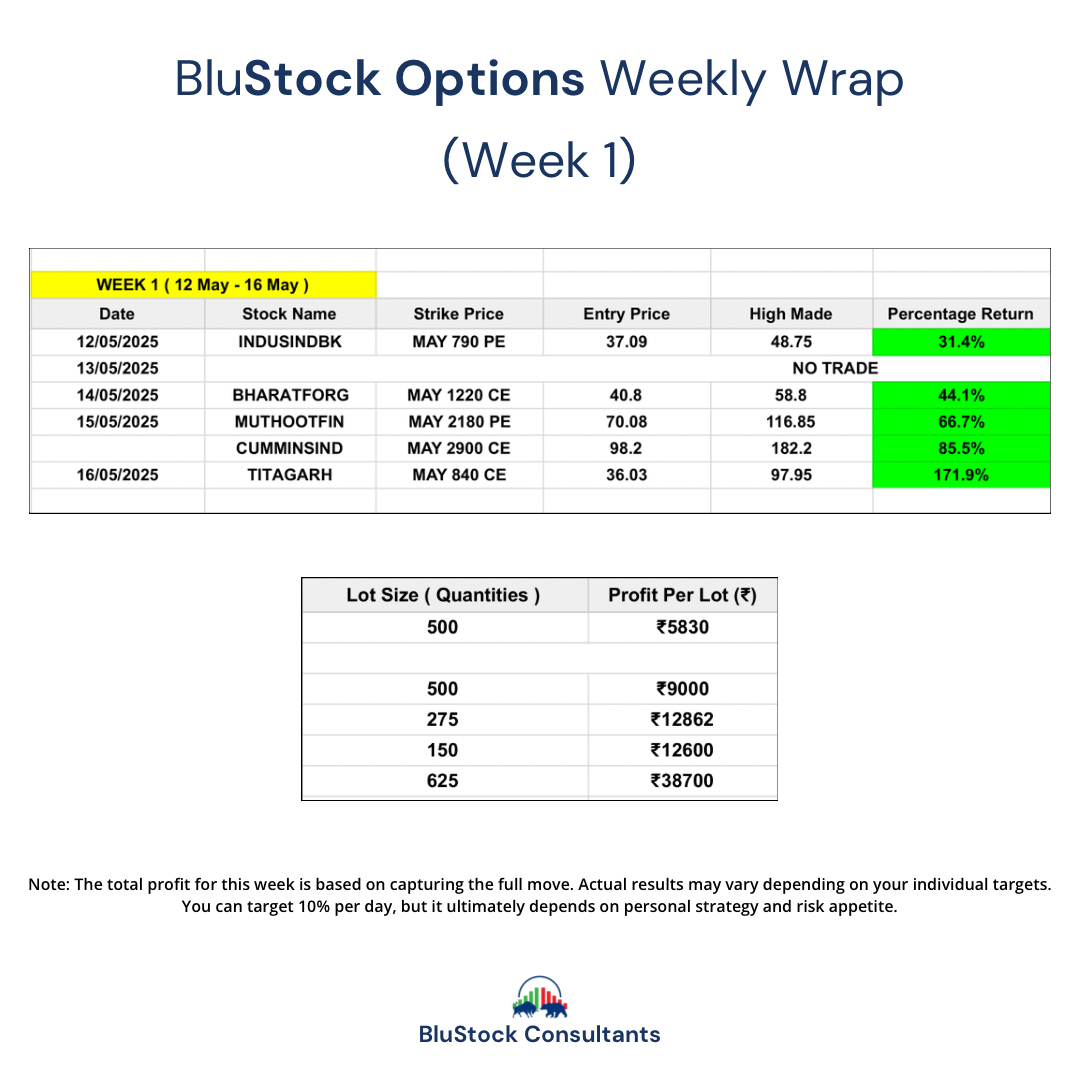 BluStock Options Weekly Wrap
(Week 1)
WEEK 1 ( 12 May - 16 May )
Date Stock Name Strike Price Entry Price High Made Percentage Return
12/05/2025 INDUSINDBK MAY 790 PE 37.09 48.75 31.4%
13/05/2025 NO TRADE
14/05/2025 BHARATFORG MAY 1220 CE 40.8 58.8 44.1%
15/05/2025 MUTHOOTFIN MAY 2180 PE 70.08 116.85 66.7%
CUMMINSIND MAY 2900 CE 98.2 182.2 85.5%
16/05/2025 TITAGARH MAY 840 CE 36.03 97.95 171.9%
Lot Size ( Quantities ) Profit Per Lot (₹)
500 ₹5830
500 ₹9000
275 ₹12862
150 ₹12600
625 ₹38700
Note: The total profit for this week is based on capturing the full move. Actual results may vary depending on your individual targets.
You can target 10% per day, but it ultimately depends on personal strategy and risk appetite.
BluStock Consultants